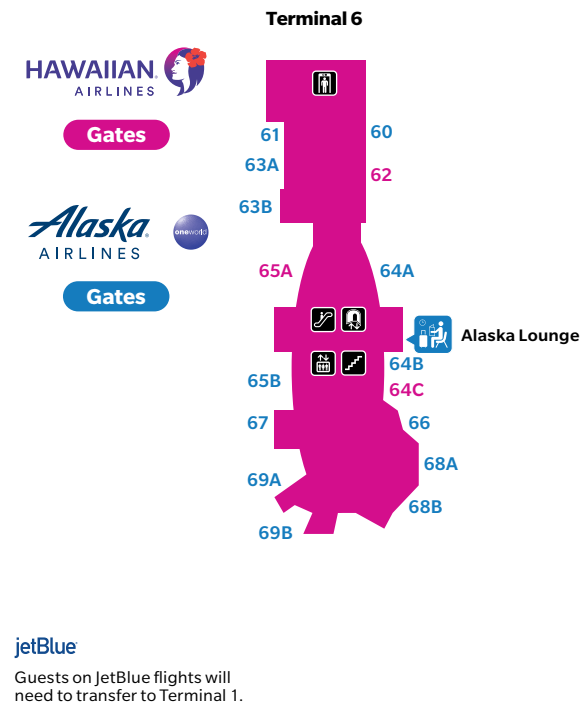 Terminal 6
HAWAIIAN
AIRLINES
Gates
Alaska
AIRLINES
oneworld
Gates
61
60
63A
62
63B
65A
64A
Alaska Lounge
64B
65B
64C
67
66
68A
69A
68B
69B
jetBlue
Guests on JetBlue flights will
need to transfer to Terminal 1.